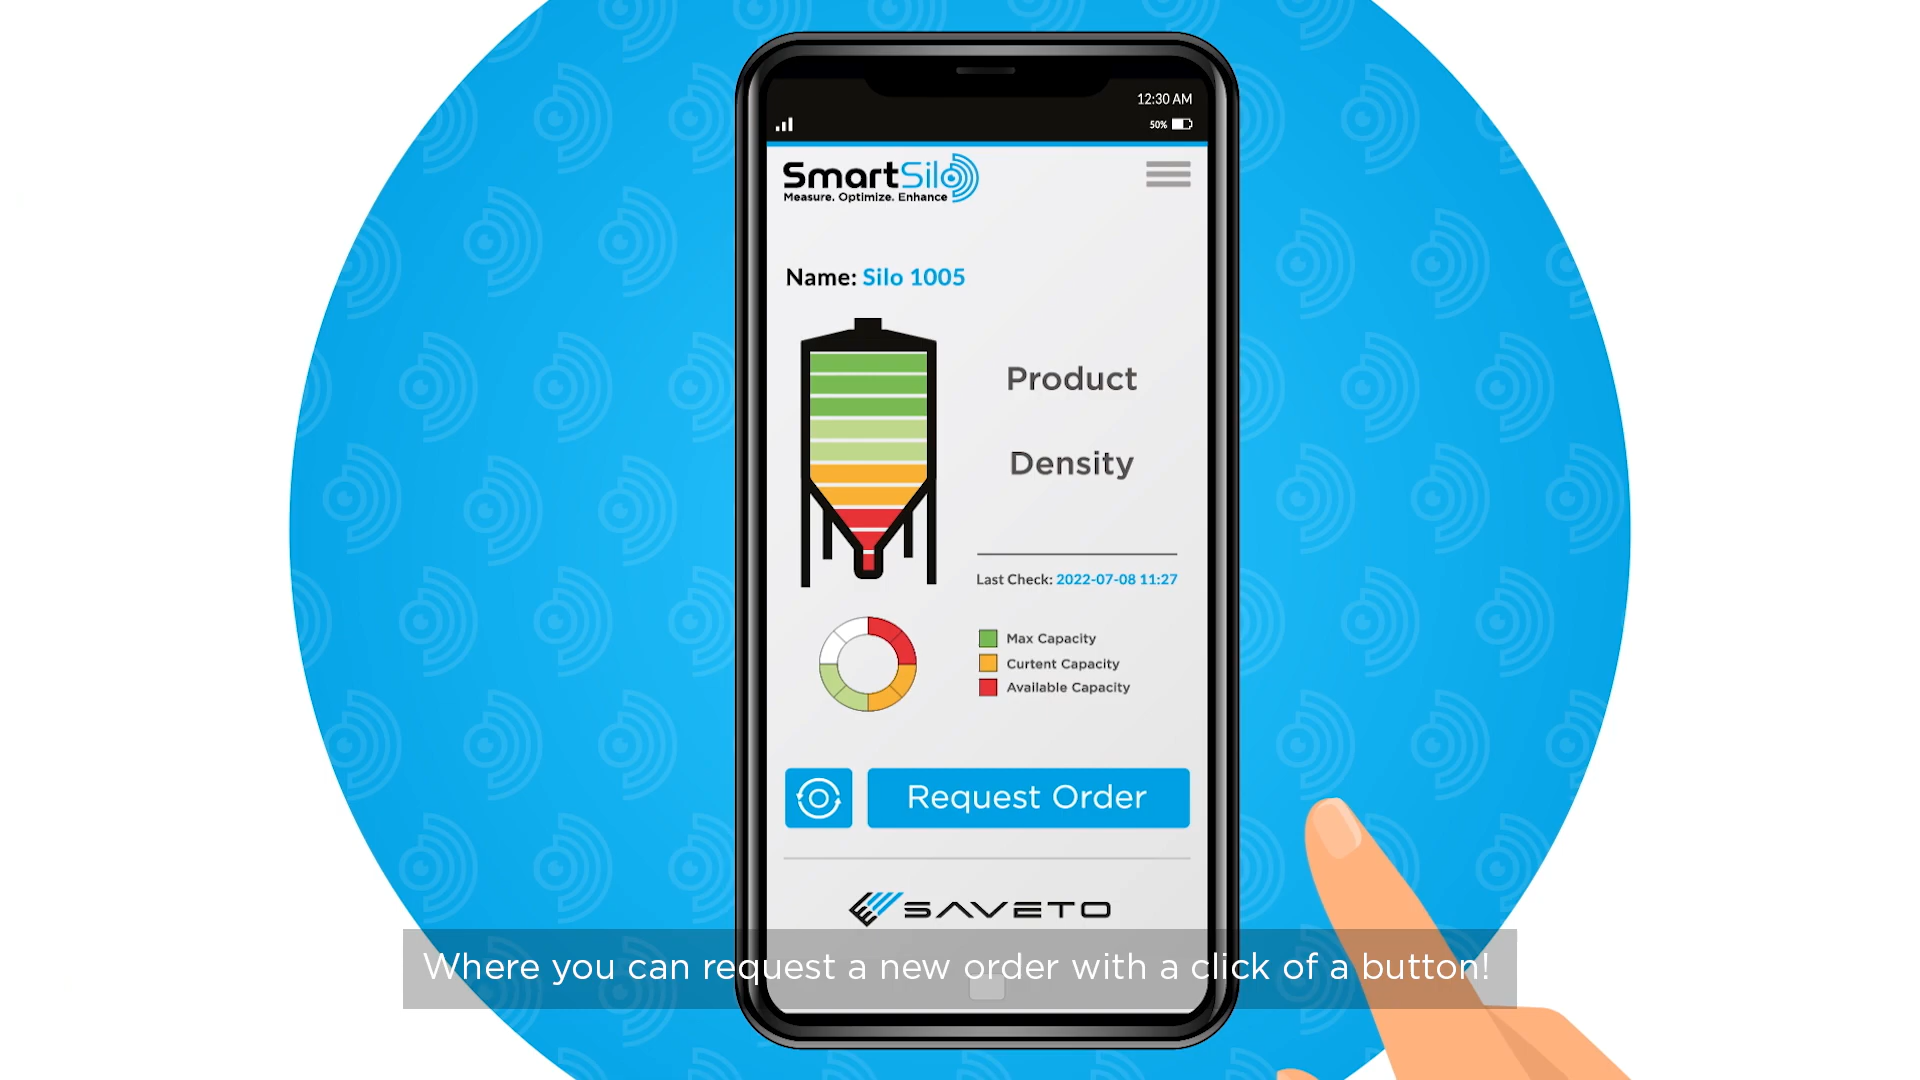 12:30 AM
50%
SmartSilo
Measure. Optimize. Enhance
Name: Silo 1005
Product
Density
Last Check: 2022-07-08 11:27
Max Capacity
Curtent Capacity
Available Capacity
Request Order
SAVETO
Where you can request a new order with a click of a button!